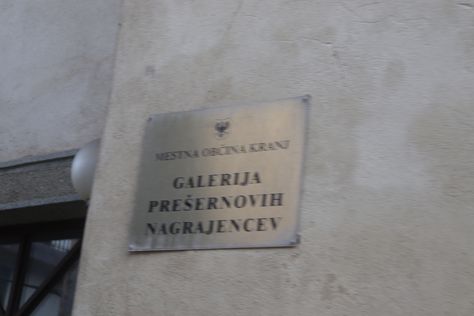 MESTNA OBČINA KRANJ
GALERIJA
PREŠERNOVIH
NAGRAJENCEV